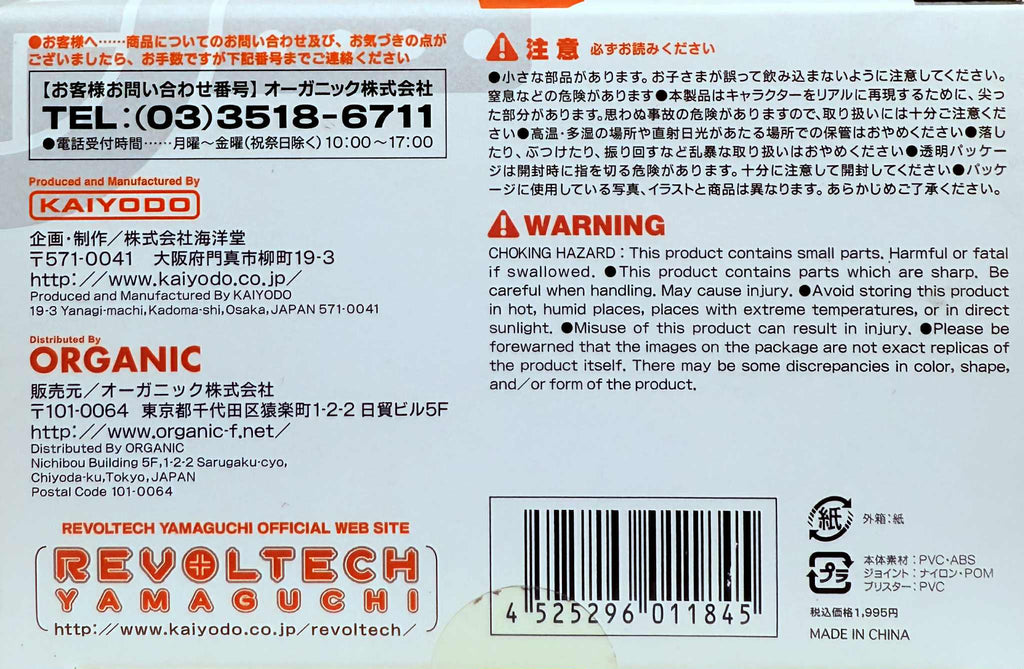 ●お客様へ……商品についてのお問い合わせ及び、お気づきの点が
ございましたら、お手数ですが下記番号までご連絡ください
【お客様お問い合わせ番号】オーガニック株式会社
TEL:(03)3518-6711
●電話受付時間……月曜～金曜(祝祭日除く)10:00～17:00
Produced and Manufactured By
KAIYODO
企画・制作／株式会社海洋堂
〒571-0041 大阪府門真市柳町19-3
http://www.kaiyodo.co.jp/
Produced and Manufactured By KAIYODO
19-3 Yanagi-machi,Kadoma-shi,Osaka,JAPAN 571-0041
Distributed By
ORGANIC
販売元／オーガニック株式会社
〒101-0064 東京都千代田区猿楽町1-2-2 日貿ビル5F
http://www.organic-f.net/
Distributed By ORGANIC
Nichibou Building 5F,1-2-2 Sarugaku-cyo,
Chiyoda-ku,Tokyo,JAPAN
Postal Code 101-0064
REVOLTECH YAMAGUCHI OFFICIAL WEB SITE
REVOLTECH
YAMAGUCHI
http://www.kaiyodo.co.jp/revoltech/
注意 必ずお読みください
●小さな部品があります。お子さまが誤って飲み込まないように注意してください。
窒息などの危険があります●本製品はキャラクターをリアルに再現するために、尖っ
た部分があります。思わぬ事故の危険がありますので、取り扱いには十分ご注意くださ
い●高温・多湿の場所や直射日光があたる場所での保管はおやめください●落し
たり、ぶつけたり、振り回すなど乱暴な取り扱いはおやめください●透明パッケー
ジは開封時に指を切る危険があります。十分に注意して開封してください●パッケ
ージに使用している写真、イラストと商品は異なります。あらかじめご了承ください。
WARNING
CHOKING HAZARD : This product contains small parts. Harmful or fatal
if swallowed. ●This product contains parts which are sharp. Be
careful when handling. May cause injury. ●Avoid storing this product
in hot, humid places, places with extreme temperatures, or in direct
sunlight. ●Misuse of this product can result in injury. ●Please be
forewarned that the images on the package are not exact replicas of
the product itself. There may be some discrepancies in color, shape,
and/or form of the product.
4 525296 011845
紙 外箱:紙
プラ
本体素材:PVC・ABS
ジョイント:ナイロン・POM
ブリスター:PVC
税込価格1,995円
MADE IN CHINA